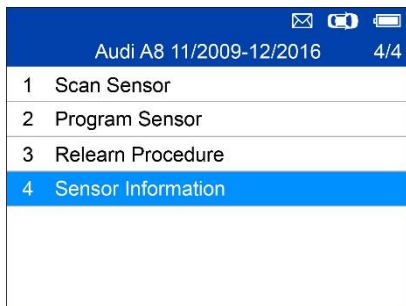 Audi A8 11/2009-12/2016 4/4
1 Scan Sensor
2 Program Sensor
3 Relearn Procedure
4 Sensor Information